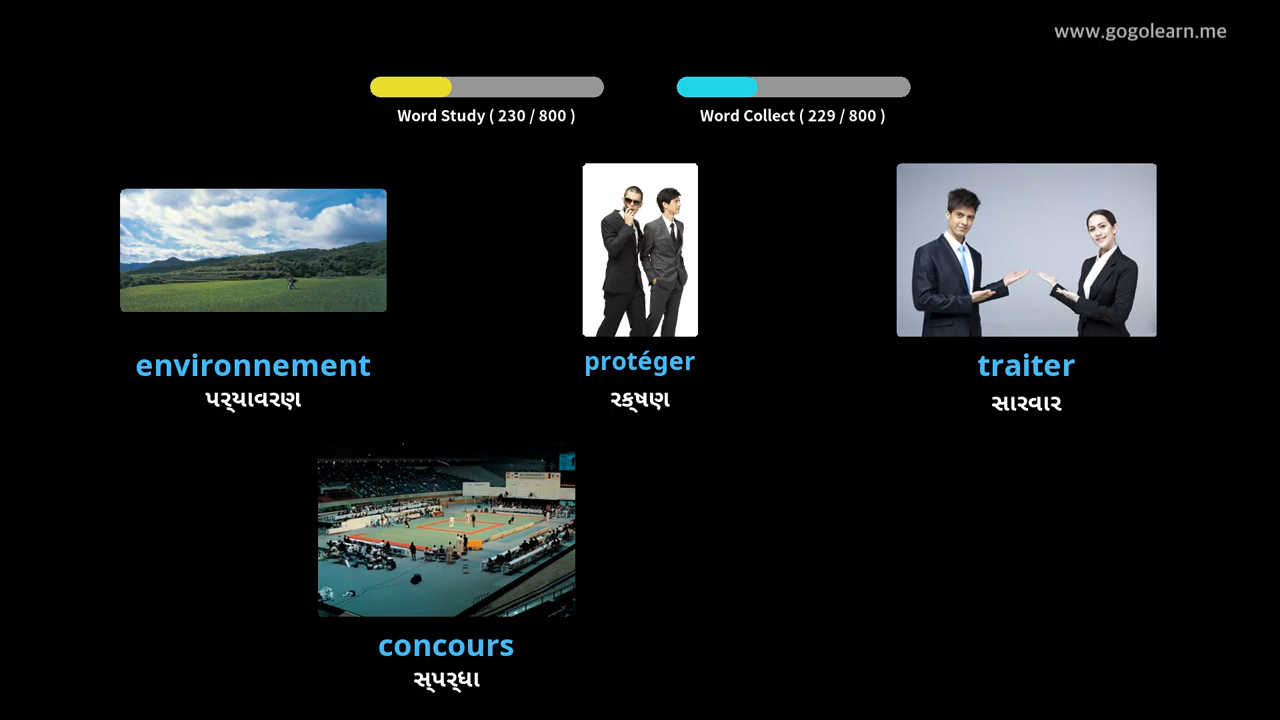 www.gogolearn.me
Word Study ( 230 / 800 )
Word Collect ( 229 / 800 )
environnement
પર્યાવરણ
protéger
રક્ષણ
traiter
સારવાર
concours
સ્પર્ધા